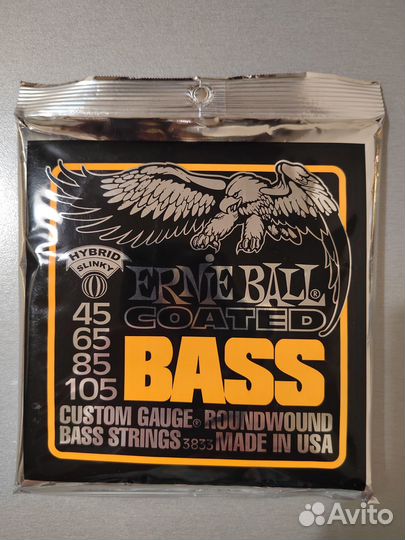 HYBRID
SLINKY
ERNIE BALL®
COATED
45
65
85
105
BASS
CUSTOM GAUGE® ROUNDWOUND
BASS STRINGS 3833 MADE IN USA
Avito